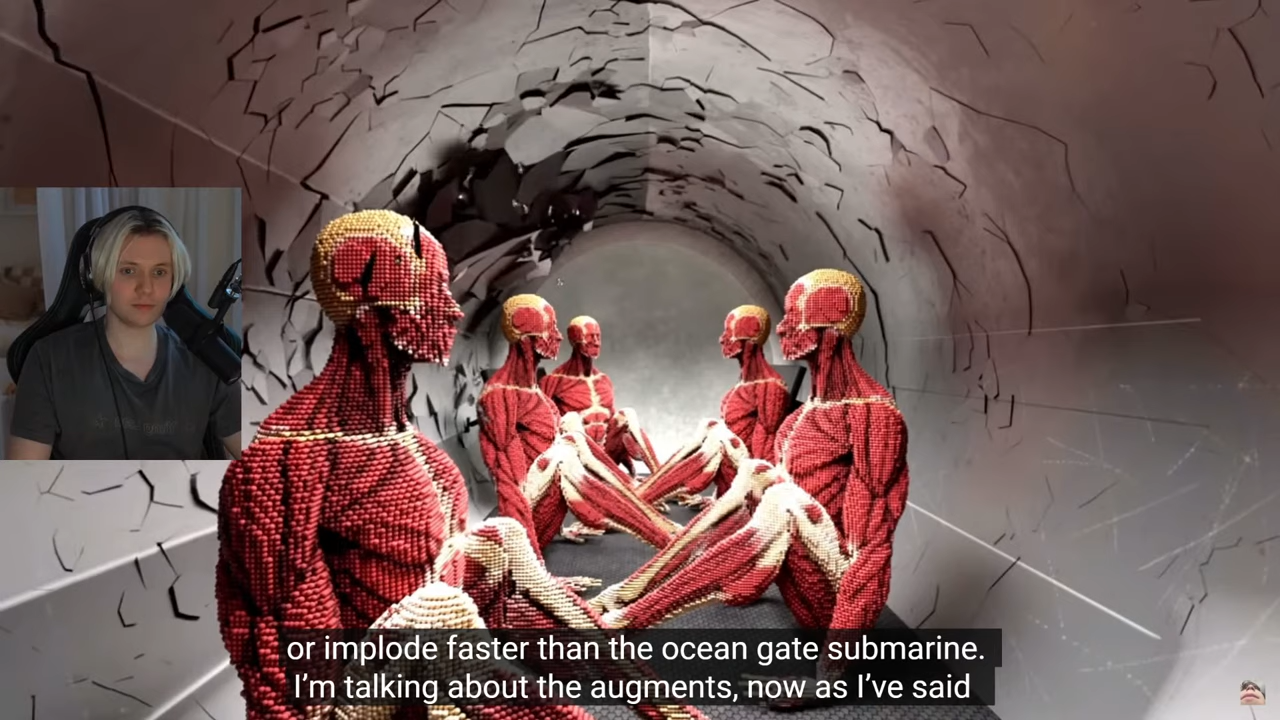 or implode faster than the ocean gate submarine.
I’m talking about the augments, now as I’ve said